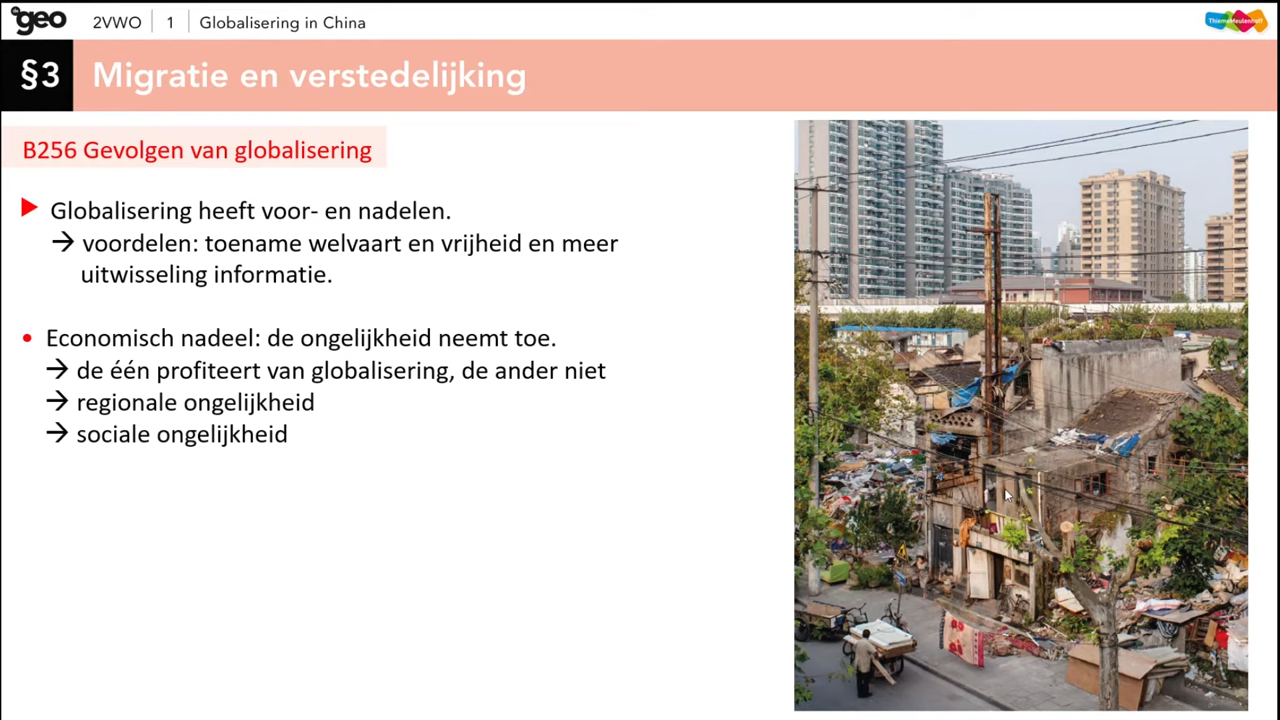 de geo 2VWO 1 Globalisering in China ThiemeMeulenhoff
§3 Migratie en verstedelijking
B256 Gevolgen van globalisering
► Globalisering heeft voor- en nadelen.
→ voordelen: toename welvaart en vrijheid en meer
uitwisseling informatie.
• Economisch nadeel: de ongelijkheid neemt toe.
→ de één profiteert van globalisering, de ander niet
→ regionale ongelijkheid
→ sociale ongelijkheid